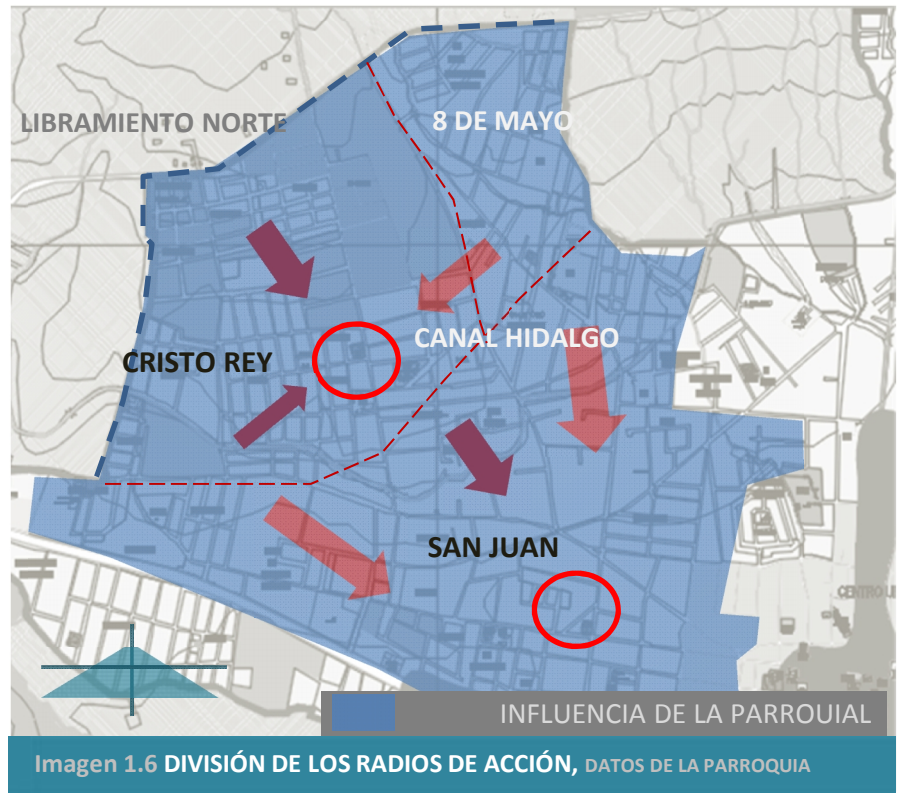 LIBRAMIENTO NORTE
8 DE MAYO
CANAL HIDALGO
CRISTO REY
SAN JUAN
INFLUENCIA DE LA PARROUIAL
Imagen 1.6 DIVISIÓN DE LOS RADIOS DE ACCIÓN, DATOS DE LA PARROQUIA